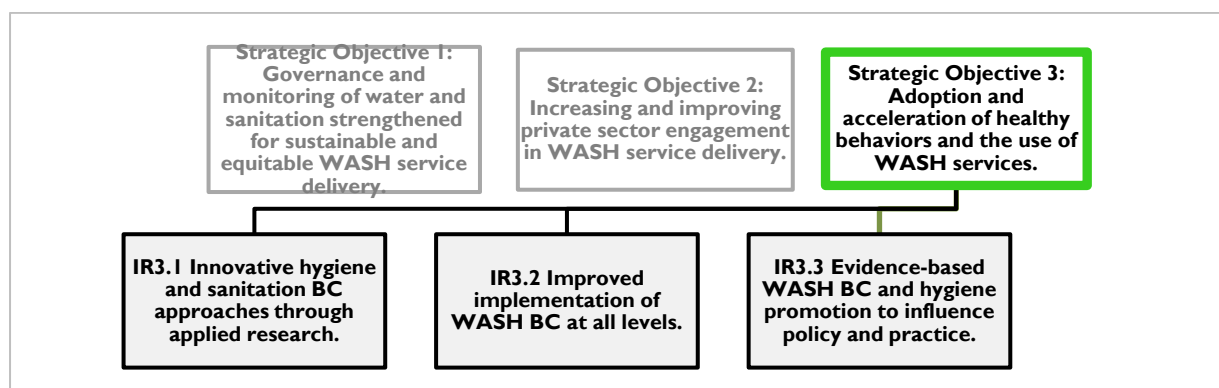 Strategic Objective 1:
Governance and
monitoring of water and
sanitation strengthened
for sustainable and
equitable WASH service
delivery.
Strategic Objective 2:
Increasing and improving
private sector engagement
in WASH service delivery.
Strategic Objective 3:
Adoption and
acceleration of healthy
behaviors and the use of
WASH services.
IR3.1 Innovative hygiene
and sanitation BC
approaches through
applied research.
IR3.2 Improved
implementation of
WASH BC at all levels.
IR3.3 Evidence-based
WASH BC and hygiene
promotion to influence
policy and practice.